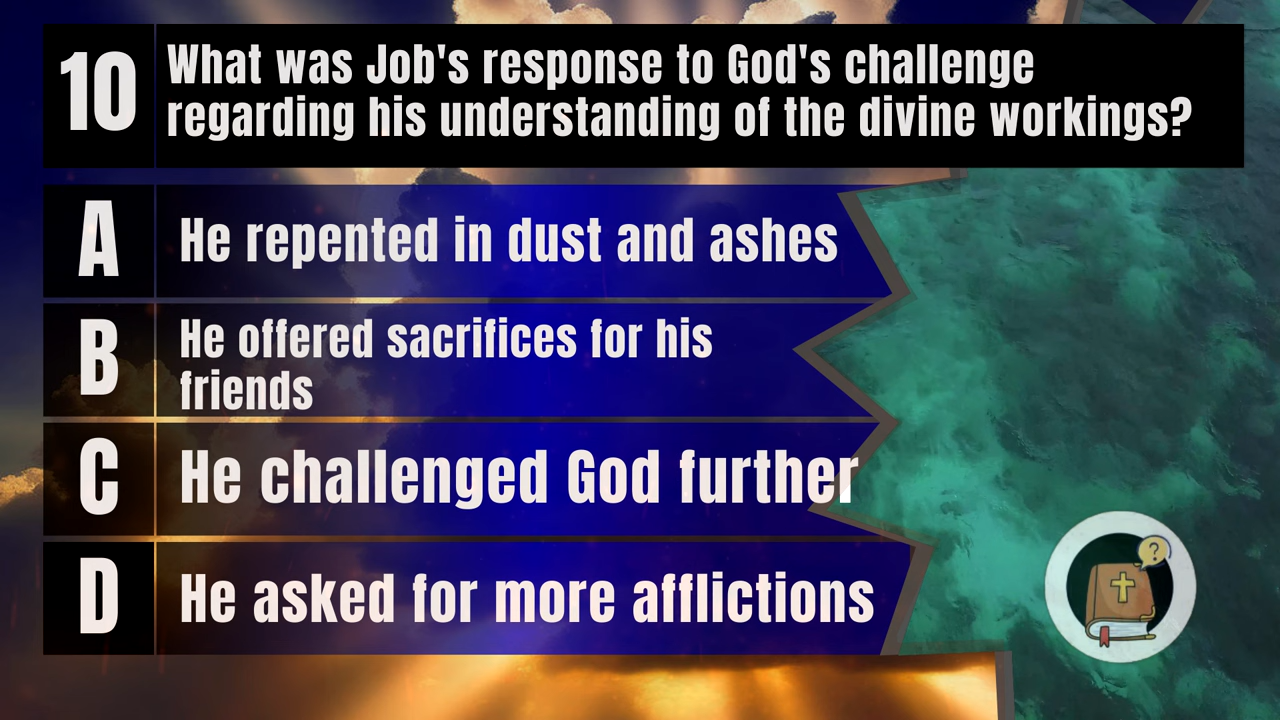 10
What was Job's response to God's challenge
regarding his understanding of the divine workings?
A
He repented in dust and ashes
B
He offered sacrifices for his
friends
C
He challenged God further
D
He asked for more afflictions
?